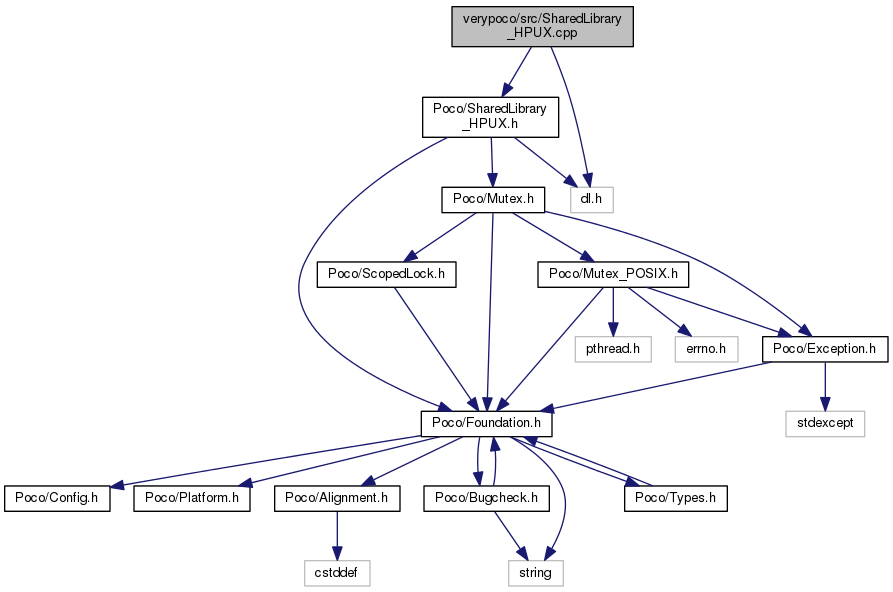 verypoco/src/SharedLibrary
_HPUX.cpp
Poco/SharedLibrary
_HPUX.h
Poco/Mutex.h
dl.h
Poco/ScopedLock.h
Poco/Mutex_POSIX.h
pthread.h
errno.h
Poco/Exception.h
Poco/Foundation.h
stdexcept
Poco/Config.h
Poco/Platform.h
Poco/Alignment.h
Poco/Bugcheck.h
Poco/Types.h
cstddef
string